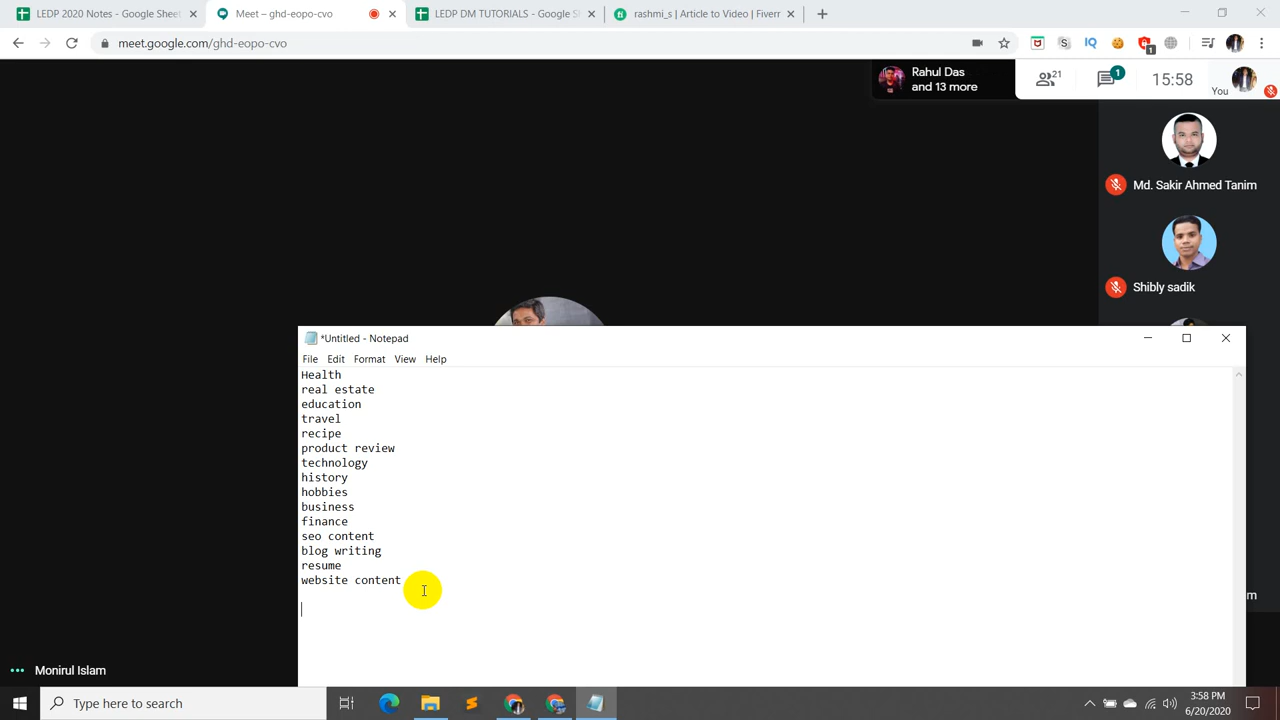 LEDP 2020 Notes - Google Sheet
Meet – ghd-eopo-cvo
LEDP DM TUTORIALS - Google S
rashmi_s | Article to Video | Fiverr
meet.google.com/ghd-eopo-cvo
1
Rahul Das
and 13 more
21
1
15:58
You
Md. Sakir Ahmed Tanim
Shibly sadik
*Untitled - Notepad
File Edit Format View Help
Health
real estate
education
travel
recipe
product review
technology
history
hobbies
business
finance
seo content
blog writing
resume
website content
Monirul Islam
Type here to search
3:58 PM
6/20/2020